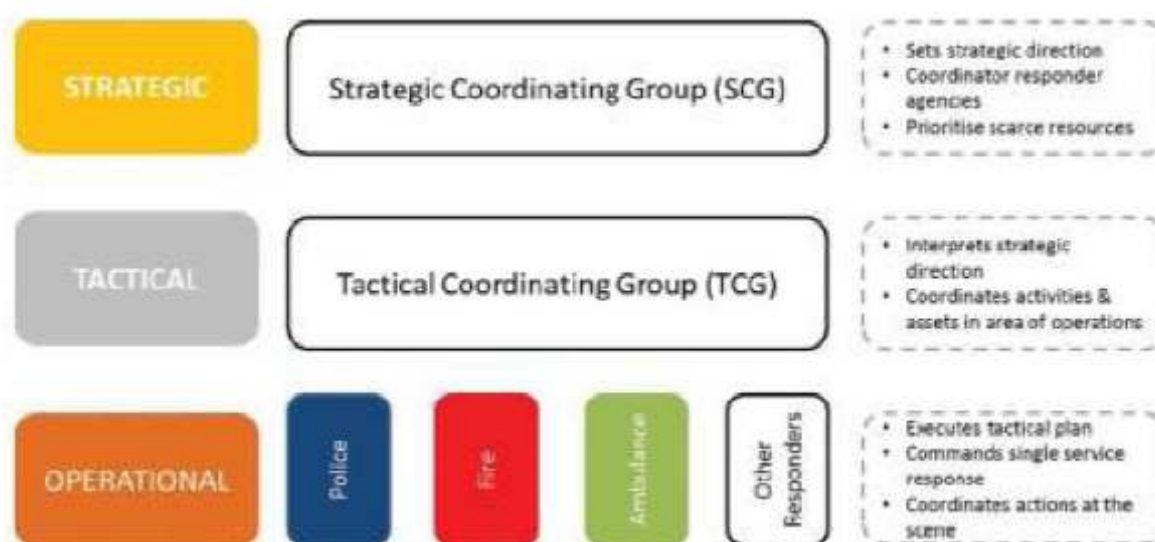 STRATEGIC
Strategic Coordinating Group (SCG)
• Sets strategic direction
• Coordinator responder
agencies
• Prioritise scarce resources
TACTICAL
Tactical Coordinating Group (TCG)
• Interprets strategic
direction
• Coordinates activities &
assets in area of operations
OPERATIONAL
Police
Fire
Ambulance
Other
Responders
• Executes tactical plan
• Commands single service
response
• Coordinates actions at the
scene